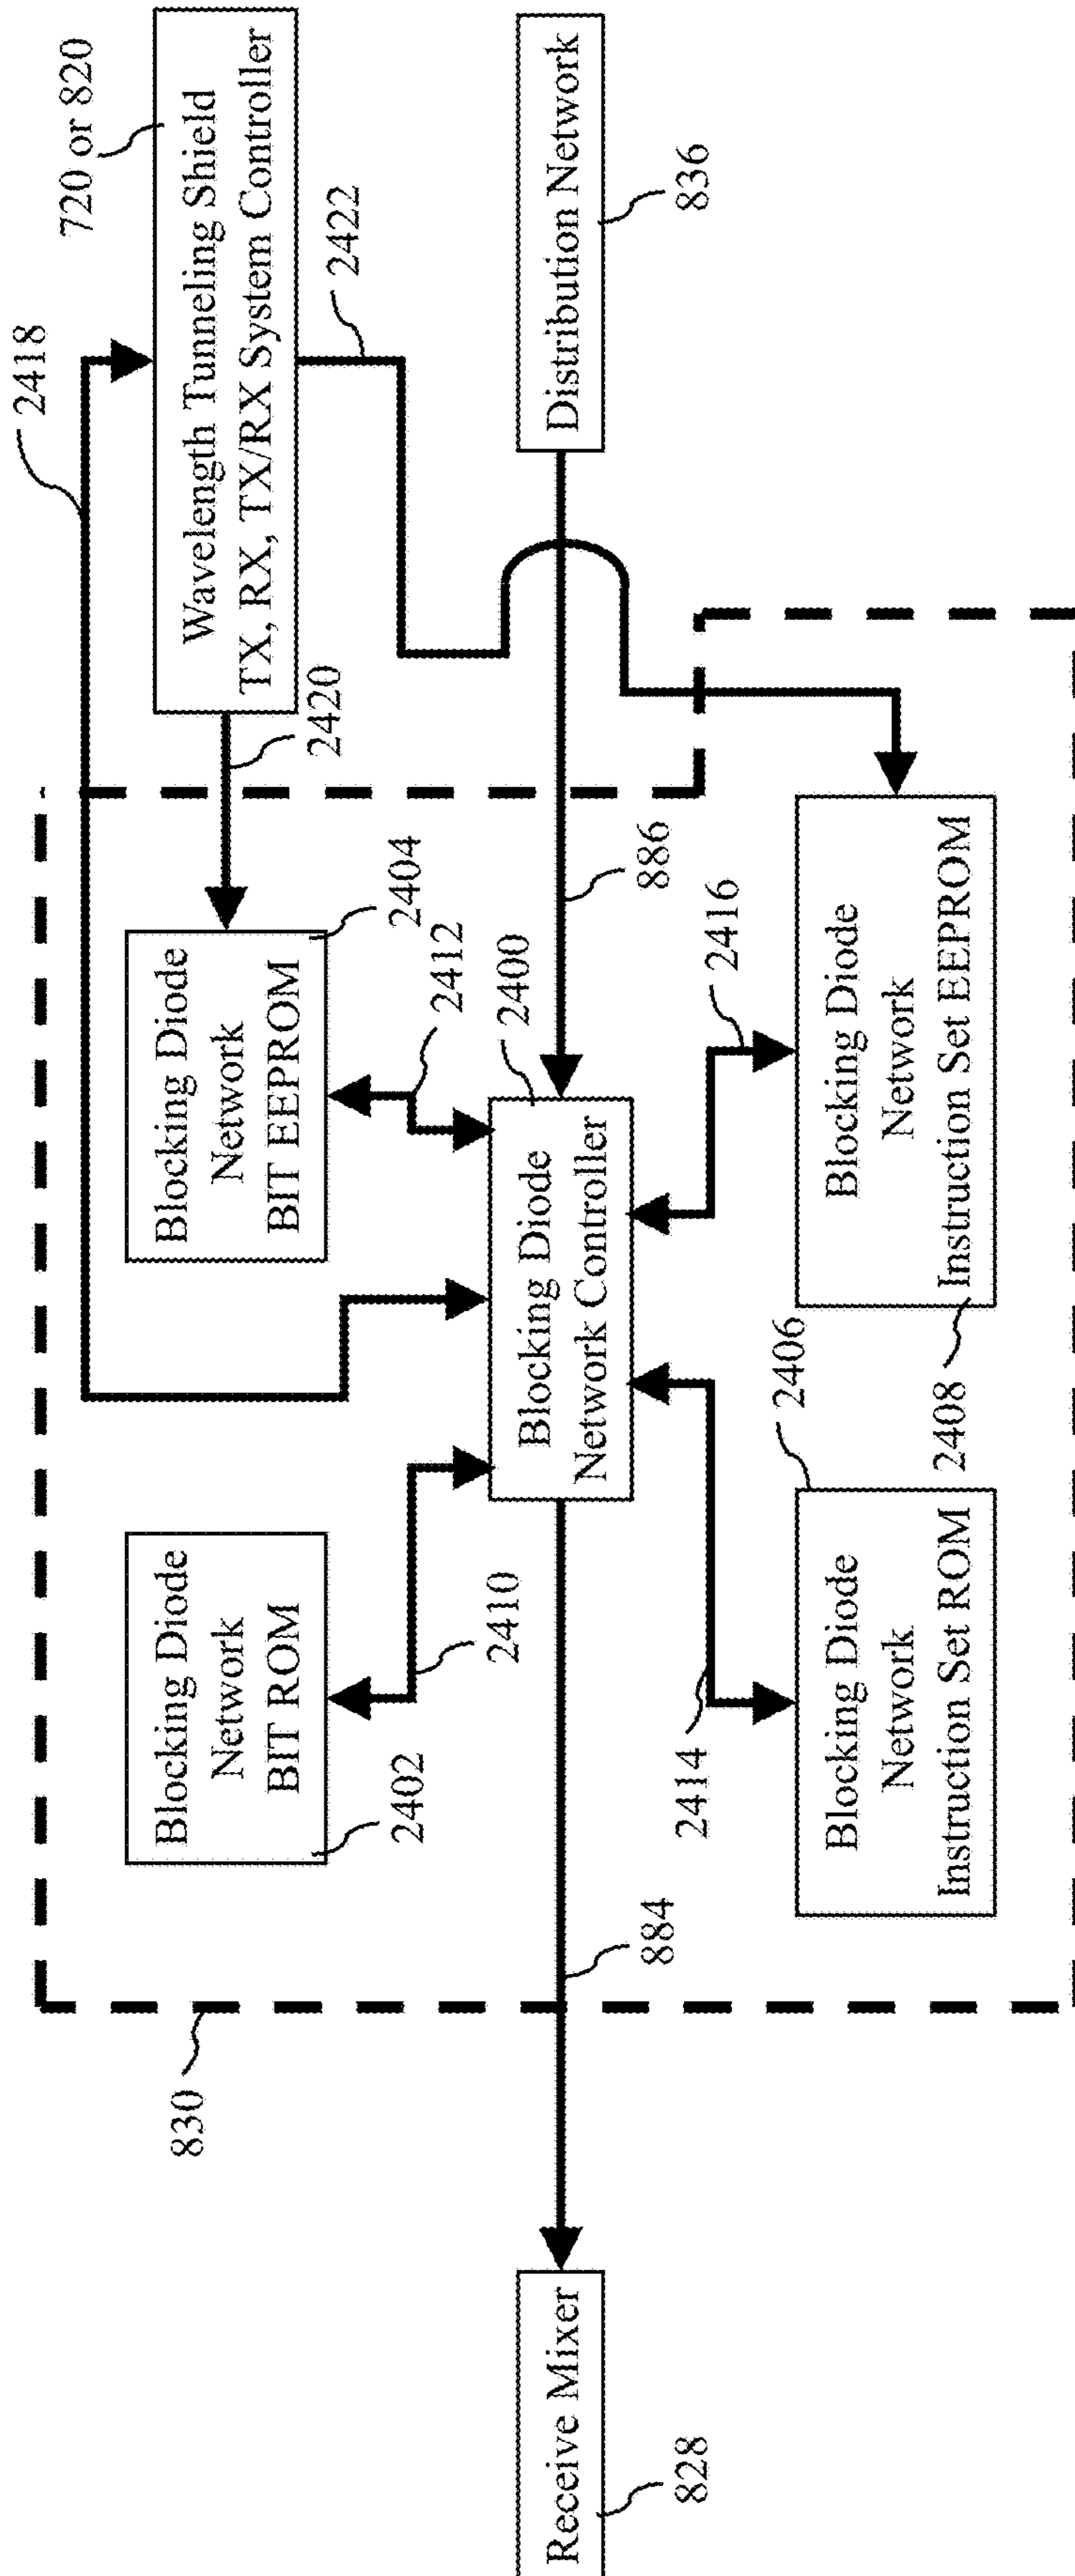 2418
720 or 820
Wavelength Tunneling Shield
TX, RX, TX/RX System Controller
2420
2422
830
Blocking Diode
Network
BIT ROM
2402
Blocking Diode
Network
BIT EEPROM
2404
2410
2412
2400
Receive Mixer
828
884
Blocking Diode
Network Controller
886
Distribution Network
836
2414
2416
2406
Blocking Diode
Network
Instruction Set ROM
2408
Blocking Diode
Network
Instruction Set EEPROM